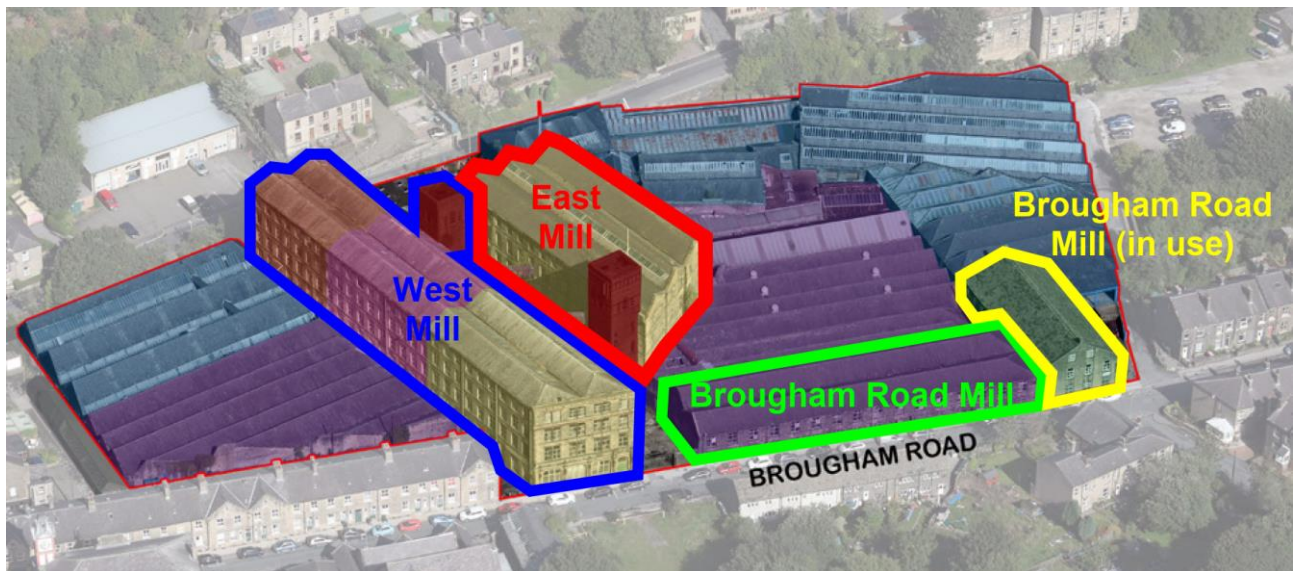 East
Mill
West
Mill
Brougham Road
Mill (in use)
Brougham Road Mill
BROUGHAM ROAD